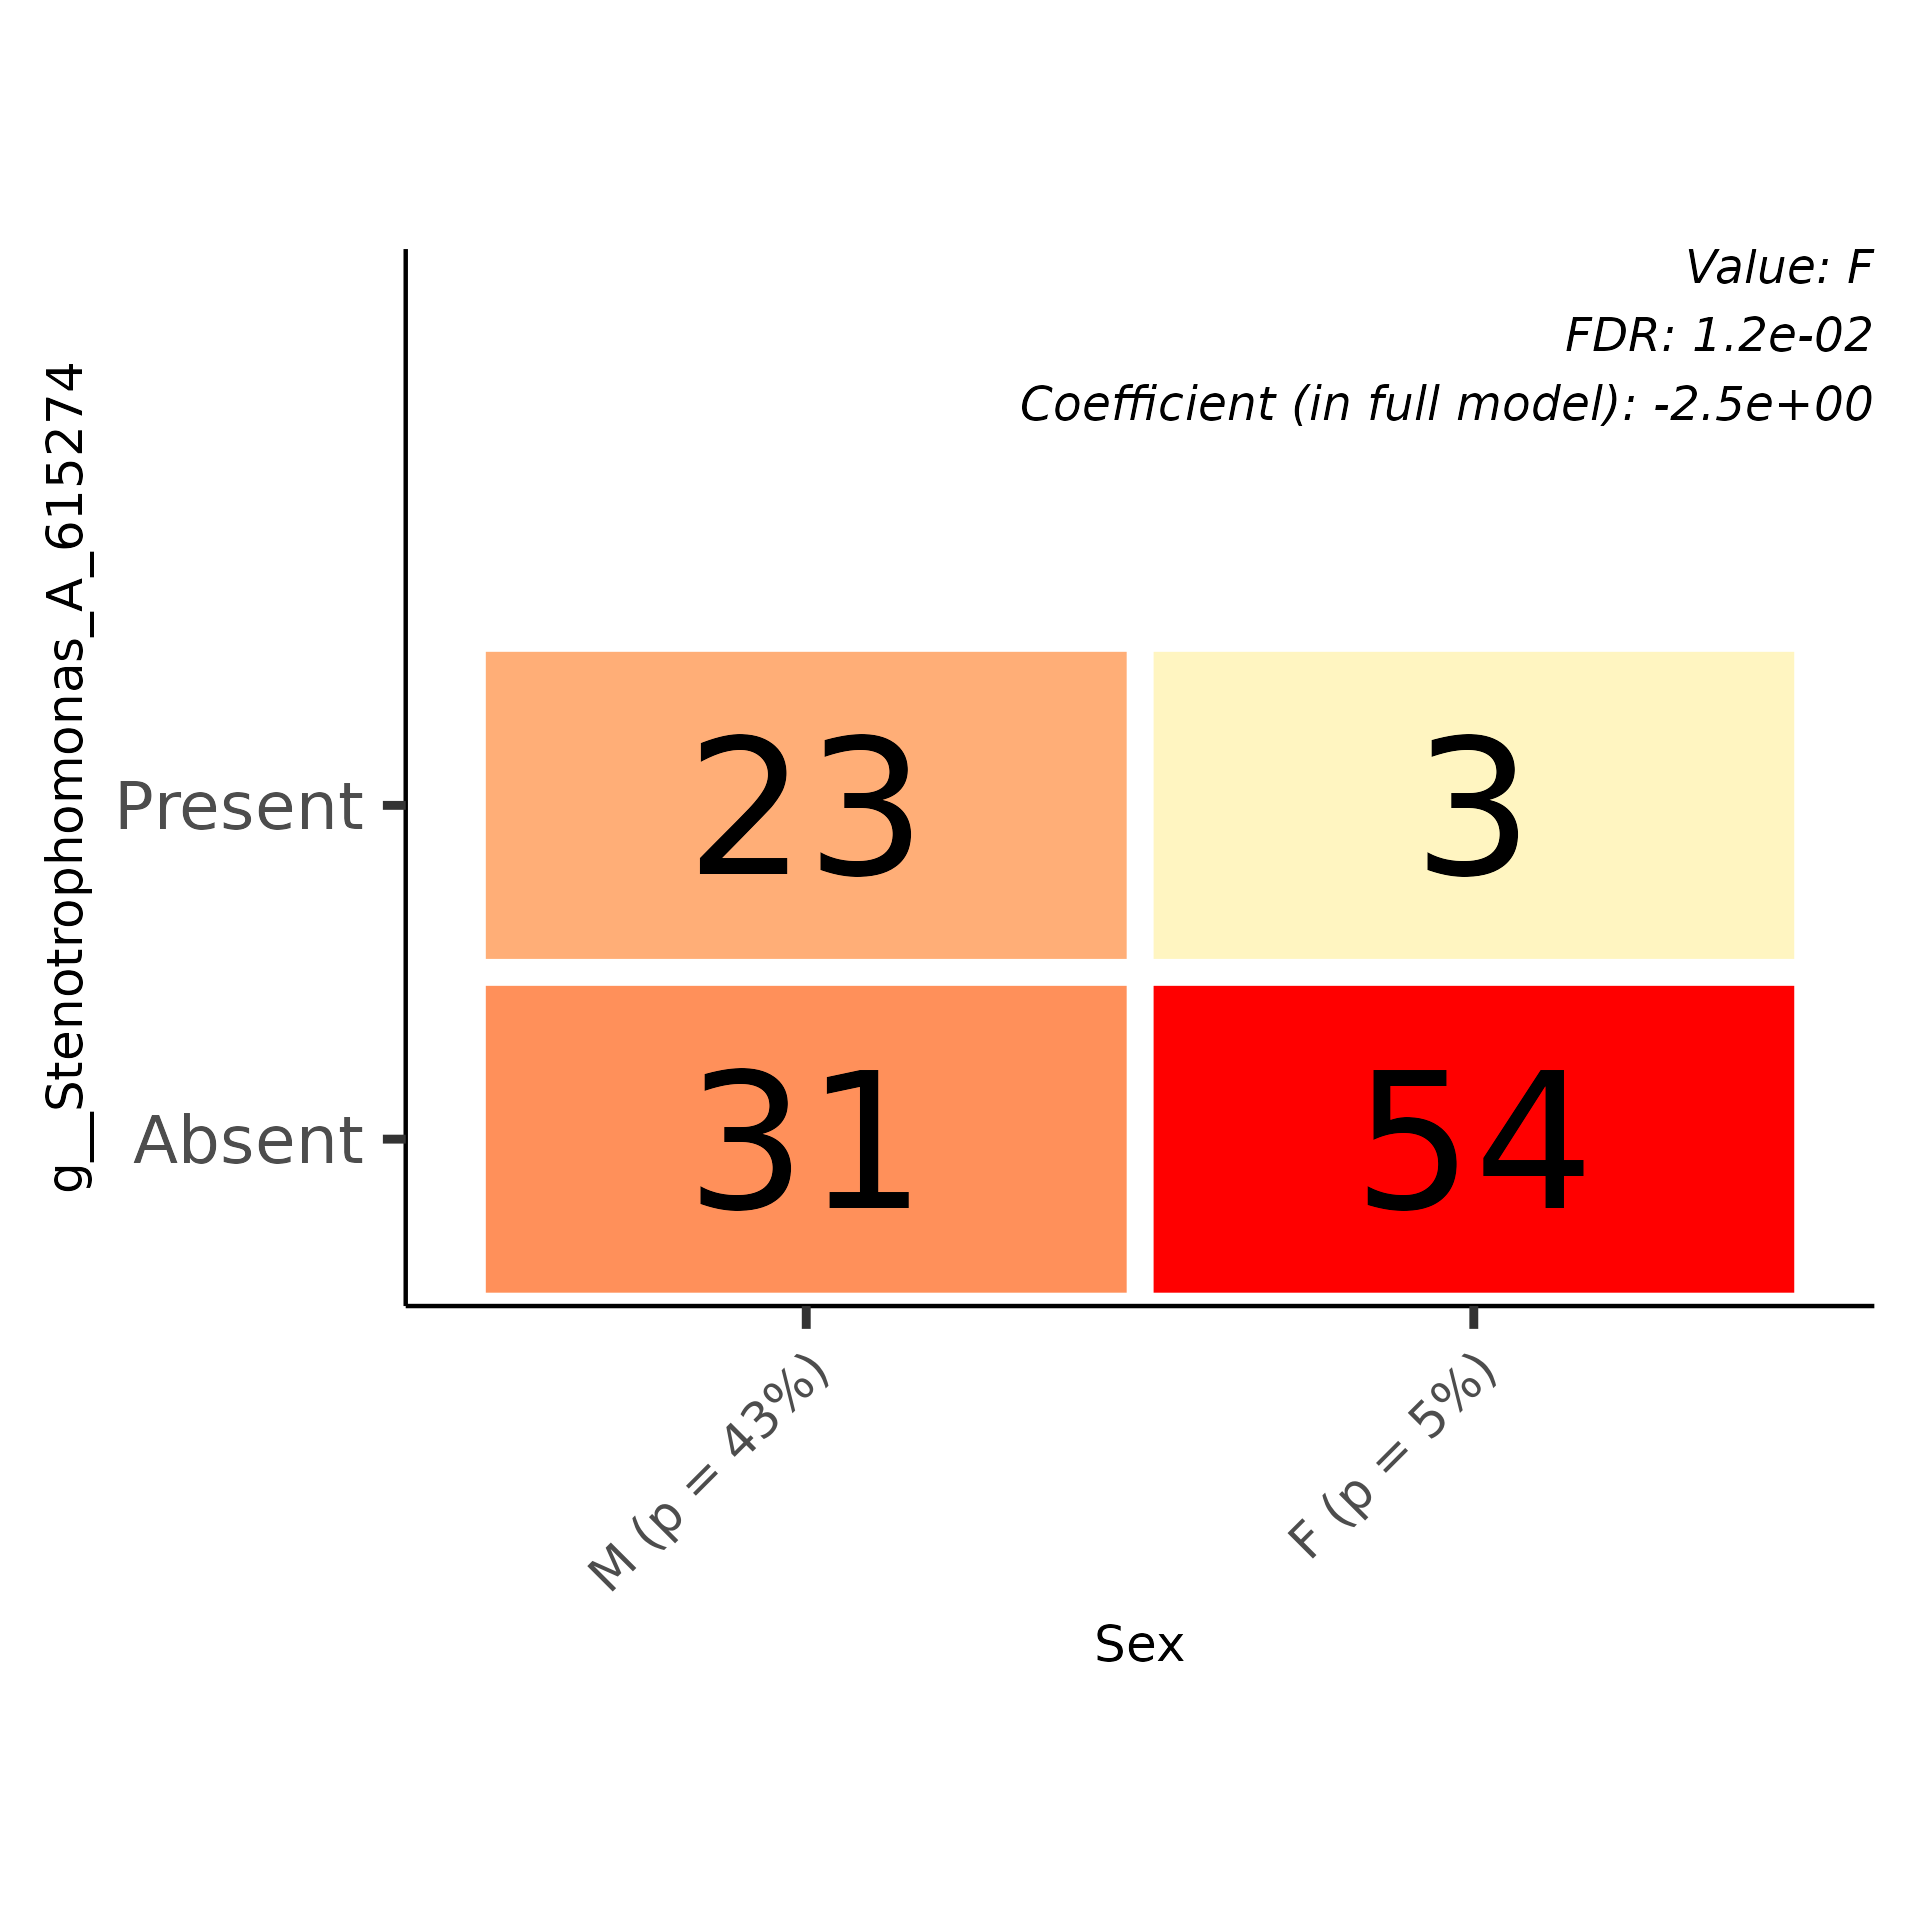 Value: F
FDR: 1.2e-02
Coefficient (in full model): -2.5e+00
g__Stenotrophomonas_A_615274
Present
23
3
Absent
31
54
M (p = 43%)
F (p = 5%)
Sex